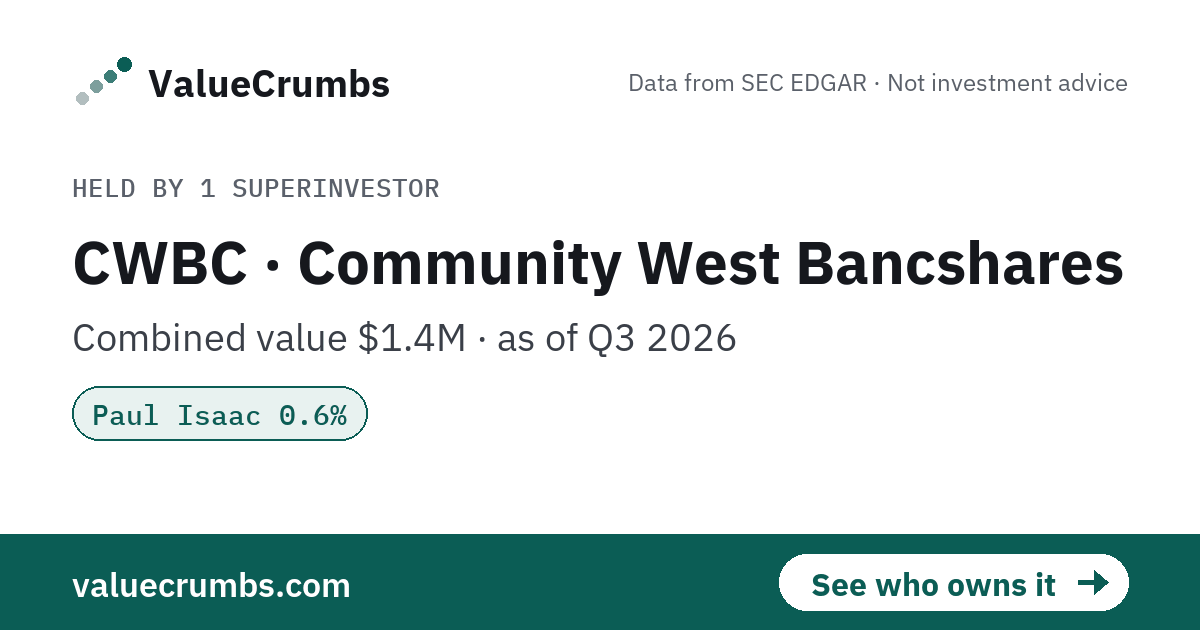 ValueCrumbs
Data from SEC EDGAR · Not investment advice
HELD BY 1 SUPERINVESTOR
CWBC · Community West Bancshares
Combined value $1.4M · as of Q3 2026
Paul Isaac 0.6%
valuecrumbs.com
See who owns it →